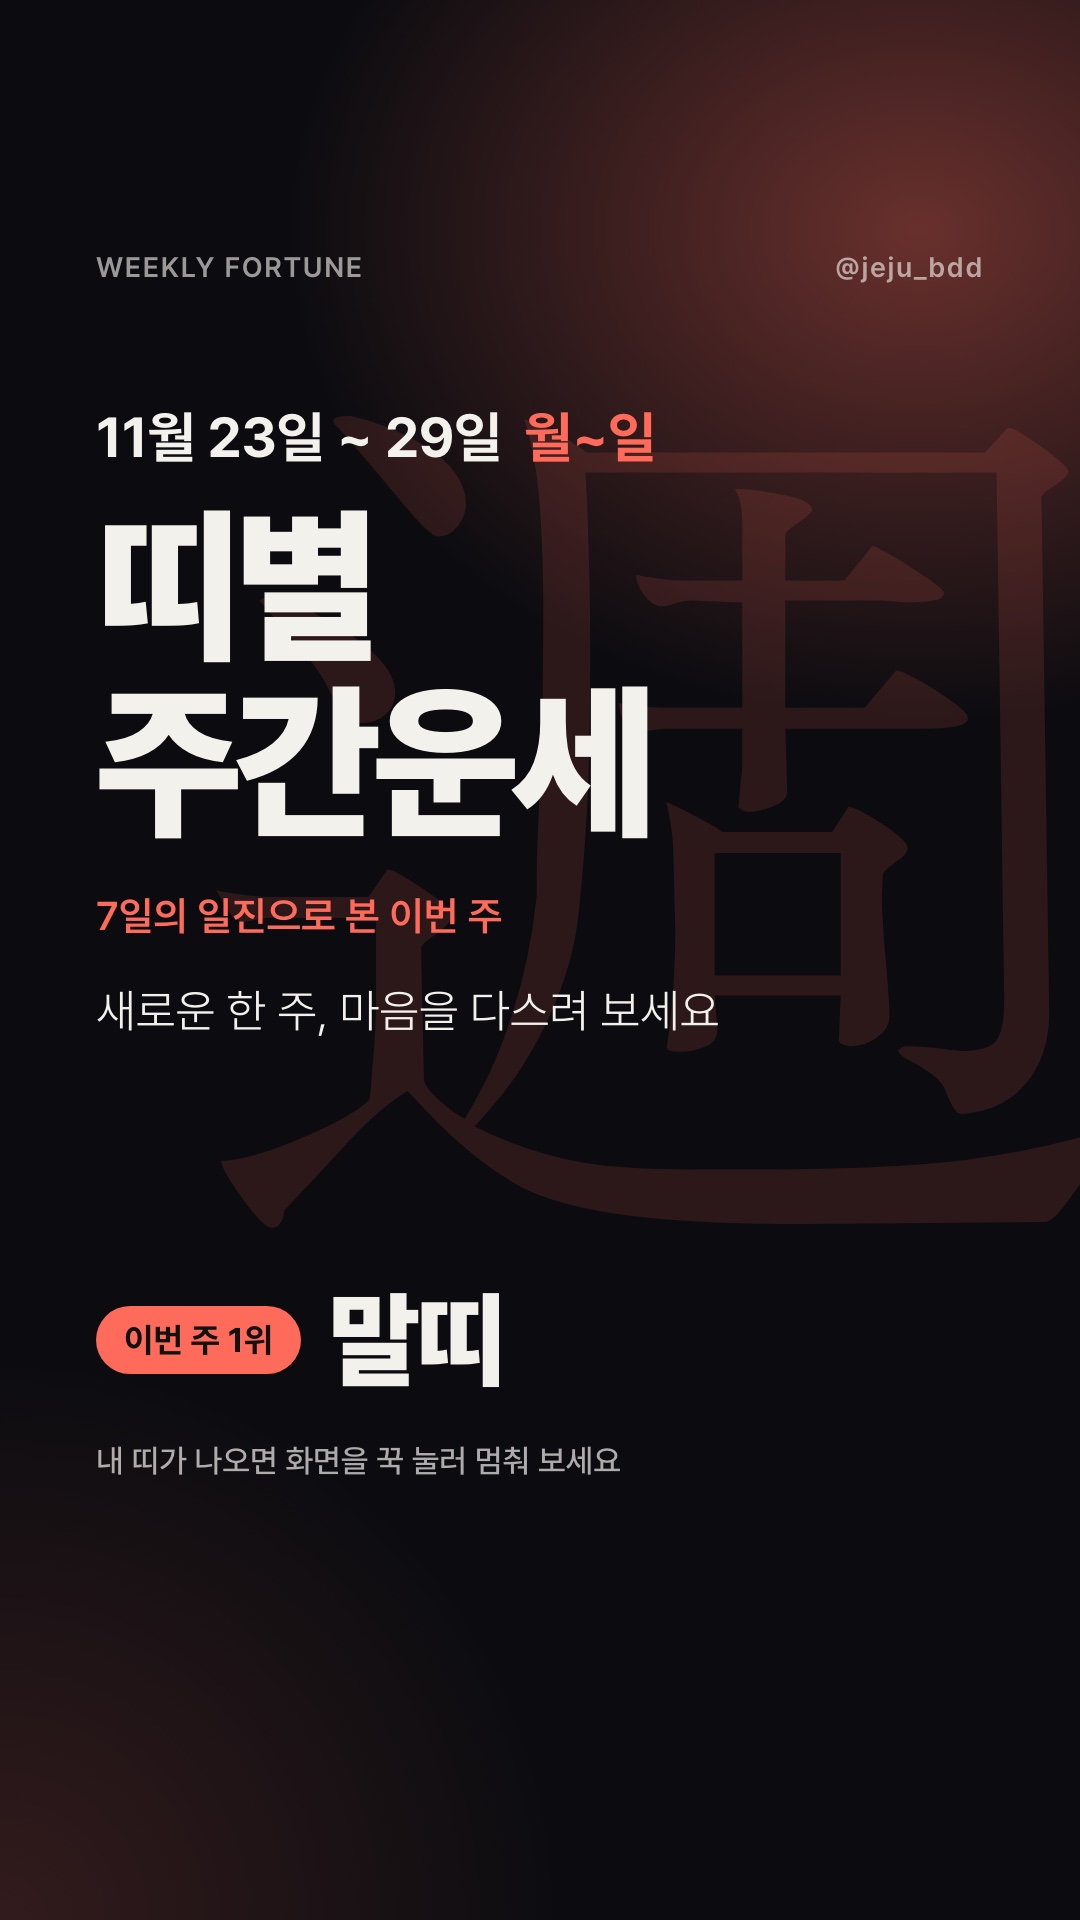 WEEKLY FORTUNE
@jeju_bdd
11월 23일 ~ 29일 월~일
띠별
주간운세
7일의 일진으로 본 이번 주
새로운 한 주, 마음을 다스려 보세요
週
이번 주 1위 말띠
내 띠가 나오면 화면을 꾹 눌러 멈춰 보세요